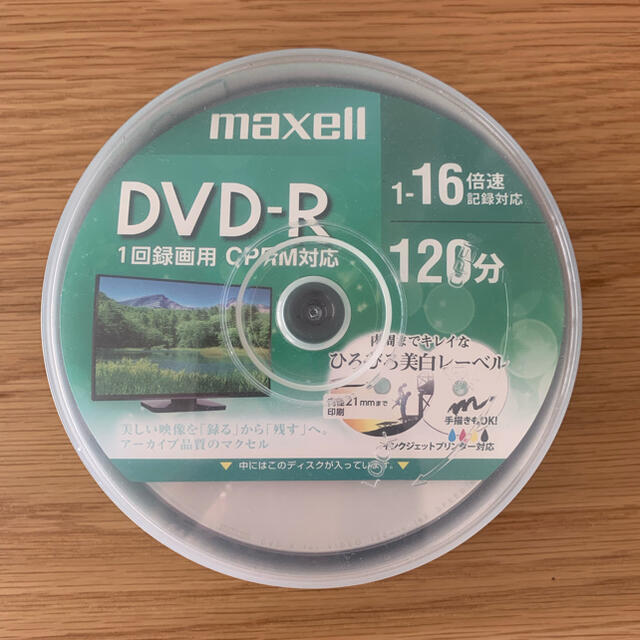 maxell
DVD-R
1回録画用 CPRM対応
1-16倍速
記録対応
120分
内周までキレイな
ひろびろ美白レーベル
内径21mmまで
印刷
手描きもOK!
インクジェットプリンター対応
美しい映像を「録る」から「残す」へ。
アーカイブ品質のマクセル
中にはこのディスクが入っています。